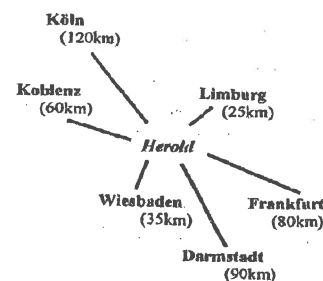 Köln
(120km)
Koblenz
(60km)
Limburg
(25km)
Herold
Wiesbaden
(35km)
Frankfurt
(80km)
Darmstadt
(90km)